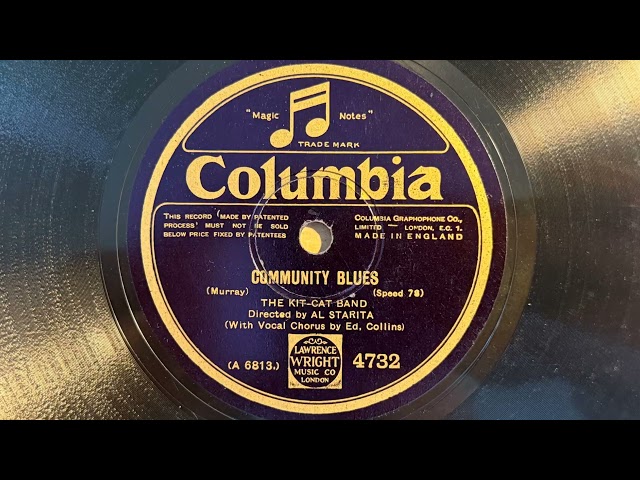 "Magic Notes"
TRADE MARK
Columbia
THIS RECORD (MADE BY PATENTED
PROCESS' MUST NOT BE SOLD
BELOW PRICE FIXED BY PATENTEES
COLUMBIA GRAPHOPHONE CO.,
LIMITED — LONDON, E.C. 1.
MADE IN ENGLAND
COMMUNITY BLUES
(Murray) (Speed 78)
THE KIT-CAT BAND
Directed by AL STARITA
(With Vocal Chorus by Ed. Collins)
(A 6813.)
LAWRENCE
WRIGHT
MUSIC CO
LONDON
4732